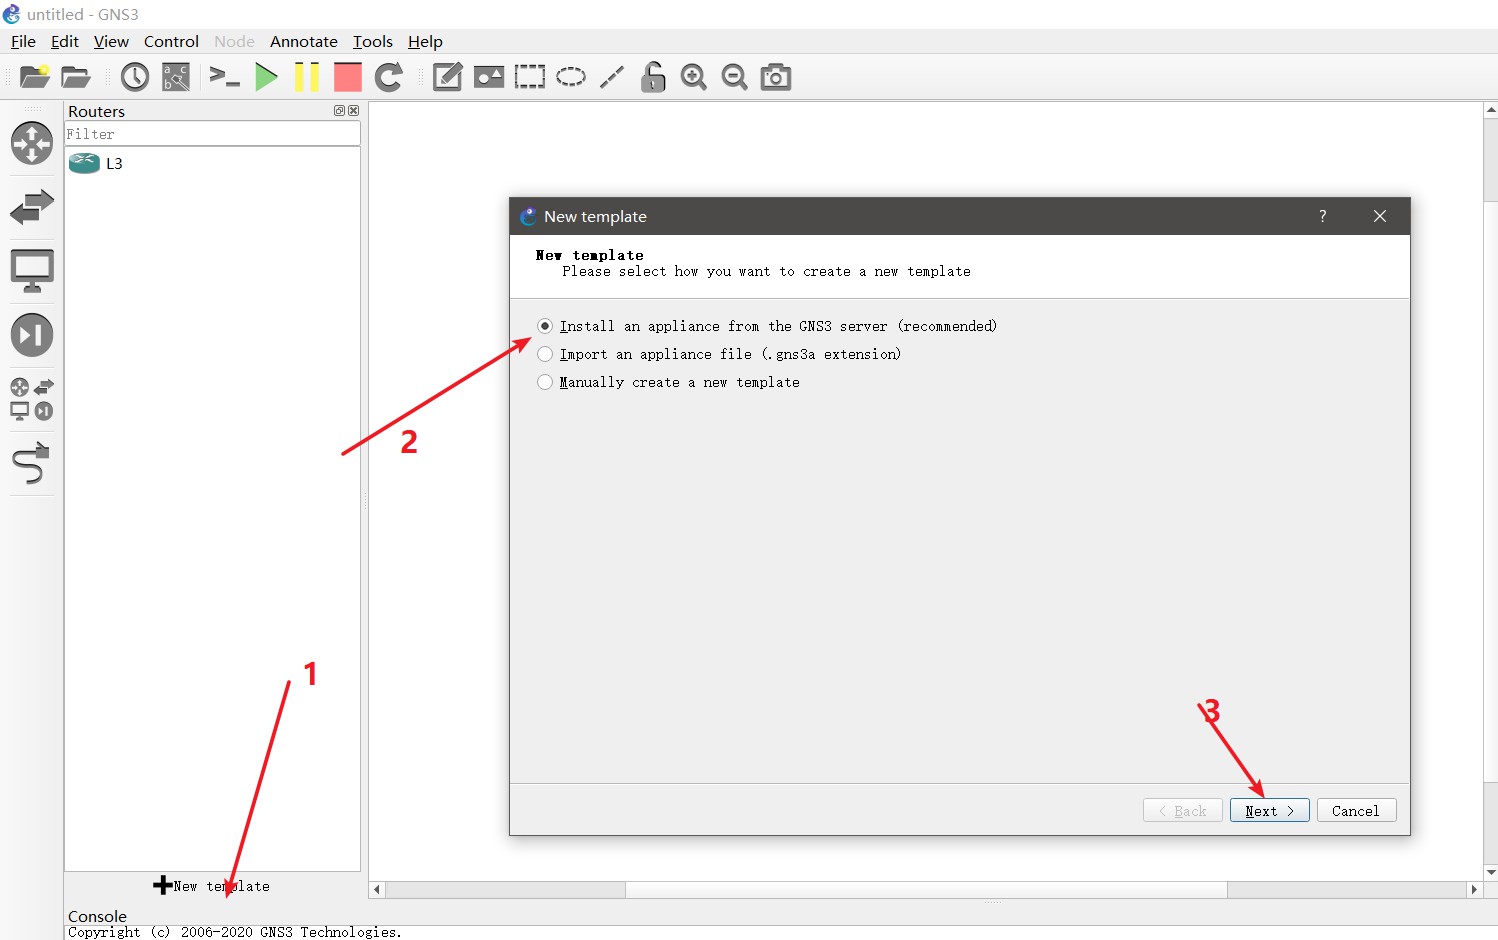 untitled - GNS3
File Edit View Control Node Annotate Tools Help
Routers
Filter
L3
New template
?
New template
Please select how you want to create a new template
Install an appliance from the GNS3 server (recommended)
Import an appliance file (.gns3a extension)
Manually create a new template
2
1
3
< Back Next > Cancel
New template
Console
Copyright (c) 2006-2020 GNS3 Technologies.